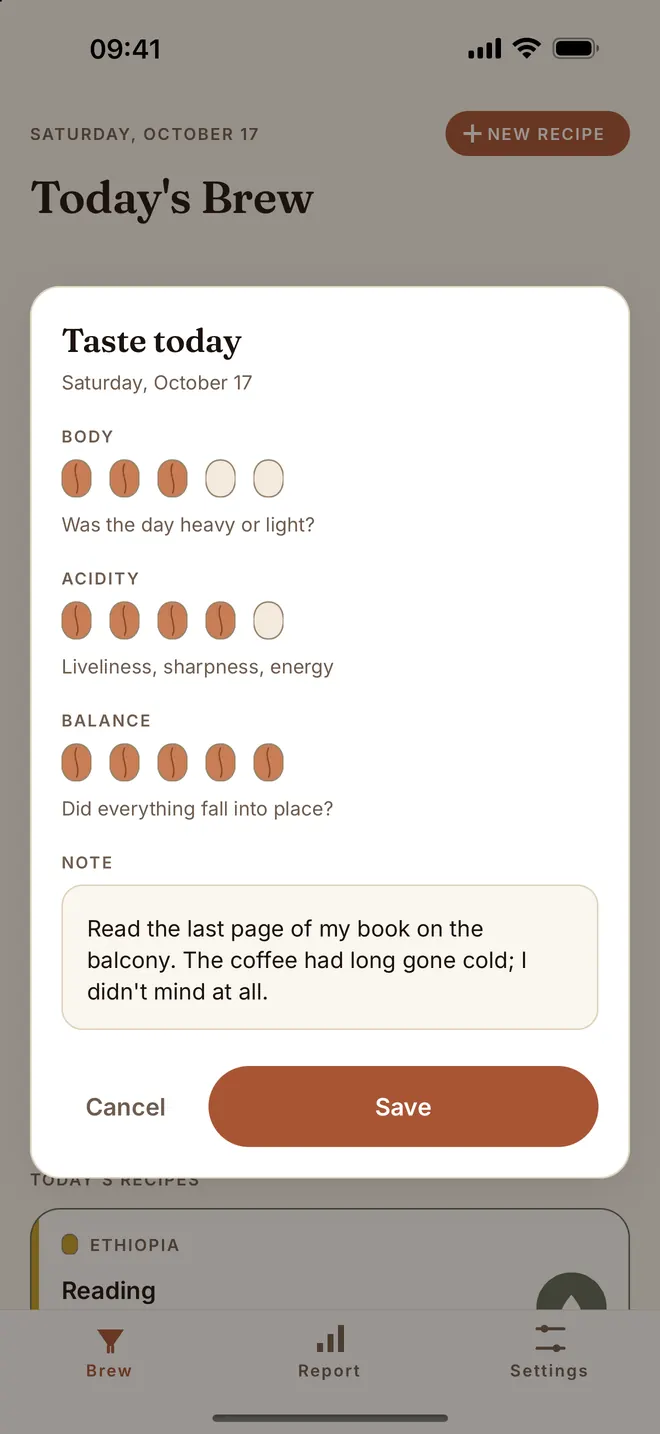 09:41
SATURDAY, OCTOBER 17
NEW RECIPE
Today's Brew
Taste today
Saturday, October 17
BODY
Was the day heavy or light?
ACIDITY
Liveliness, sharpness, energy
BALANCE
Did everything fall into place?
NOTE
Read the last page of my book on the
balcony. The coffee had long gone cold; I
didn't mind at all.
Cancel
Save
TODAY'S RECIPES
ETHIOPIA
Reading
Brew
Report
Settings